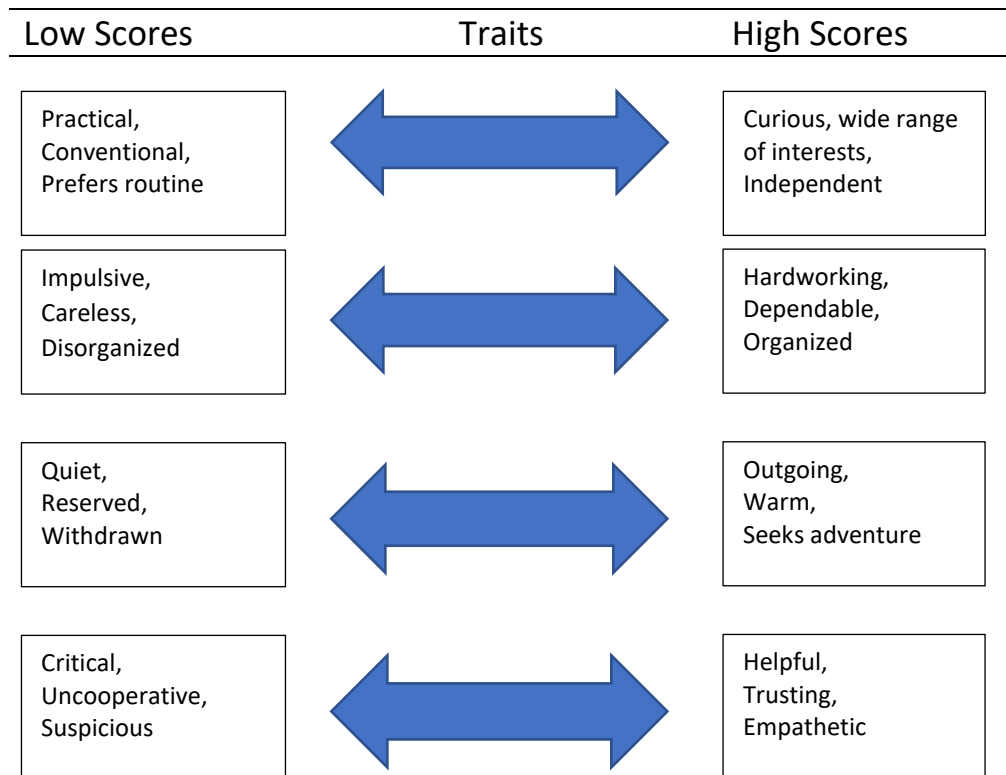 Low Scores Traits High Scores
Practical,
Conventional,
Prefers routine
Curious, wide range
of interests,
Independent
Impulsive,
Careless,
Disorganized
Hardworking,
Dependable,
Organized
Quiet,
Reserved,
Withdrawn
Outgoing,
Warm,
Seeks adventure
Critical,
Uncooperative,
Suspicious
Helpful,
Trusting,
Empathetic